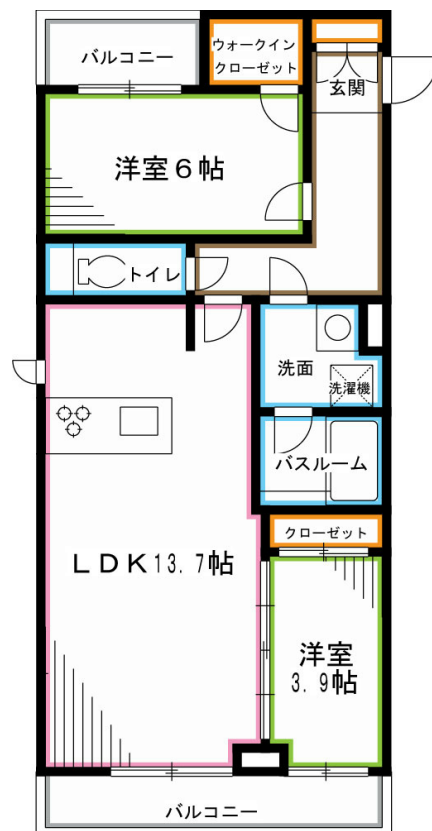 バルコニー
ウォークイン
クローゼット
玄関
洋室6帖
トイレ
洗面
洗濯機
バスルーム
クローゼット
LDK13.7帖
洋室
3.9帖
バルコニー